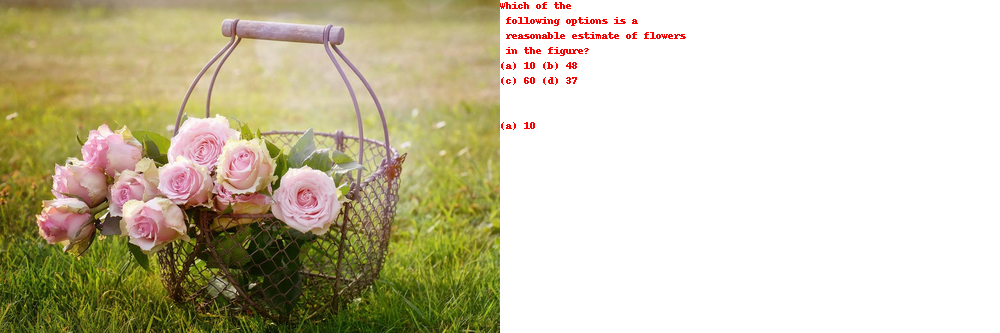 Which of the
following options is a
reasonable estimate of flowers
in the figure?
(a) 10 (b) 48
(c) 60 (d) 37
(a) 10